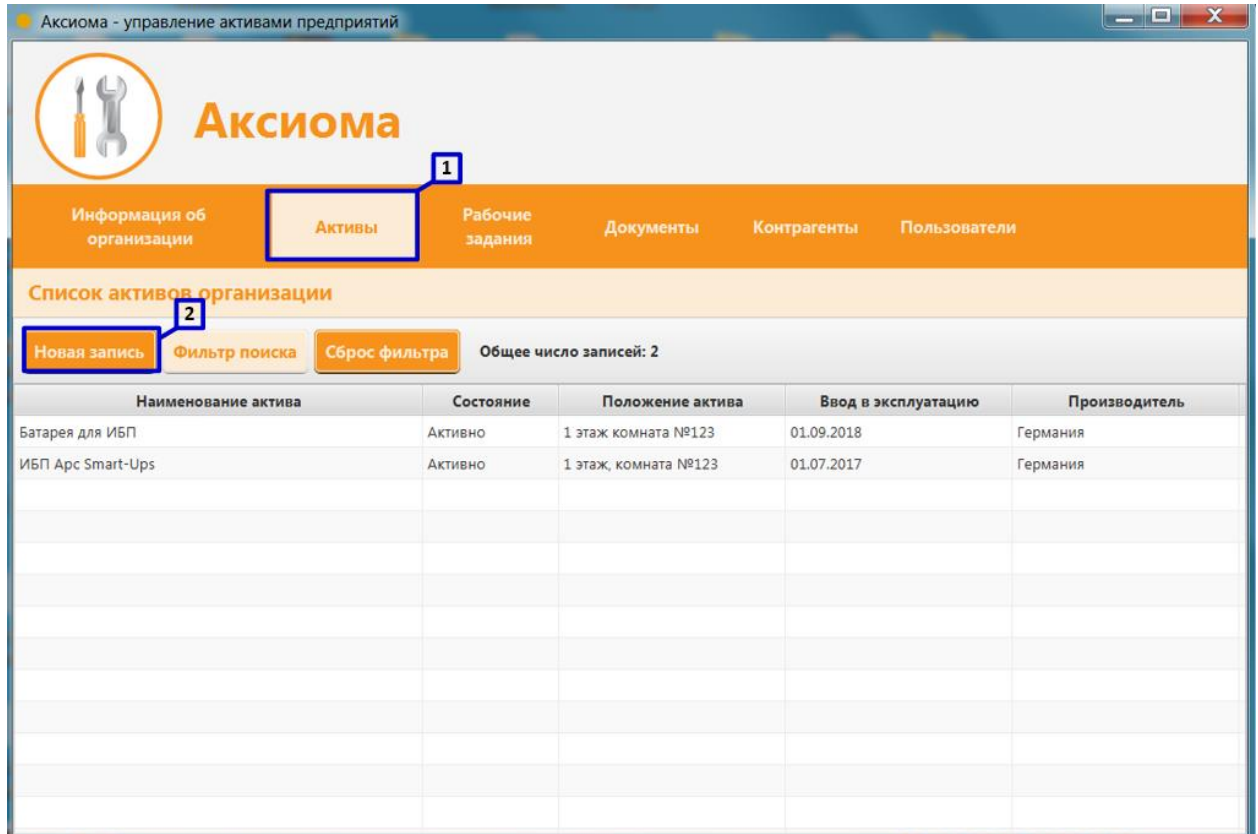 Аксиома - управление активами предприятий
Аксиома
1
Информация об
организации
Активы
Рабочие
задания
Документы
Контрагенты
Пользователи
Список активов организации
2
Новая запись
Фильтр поиска
Сброс фильтра
Общее число записей: 2
Наименование актива Состояние Положение актива Ввод в эксплуатацию Производитель
Батарея для ИБП Активно 1 этаж комната №123 01.09.2018 Германия
ИБП Apc Smart-Ups Активно 1 этаж, комната №123 01.07.2017 Германия